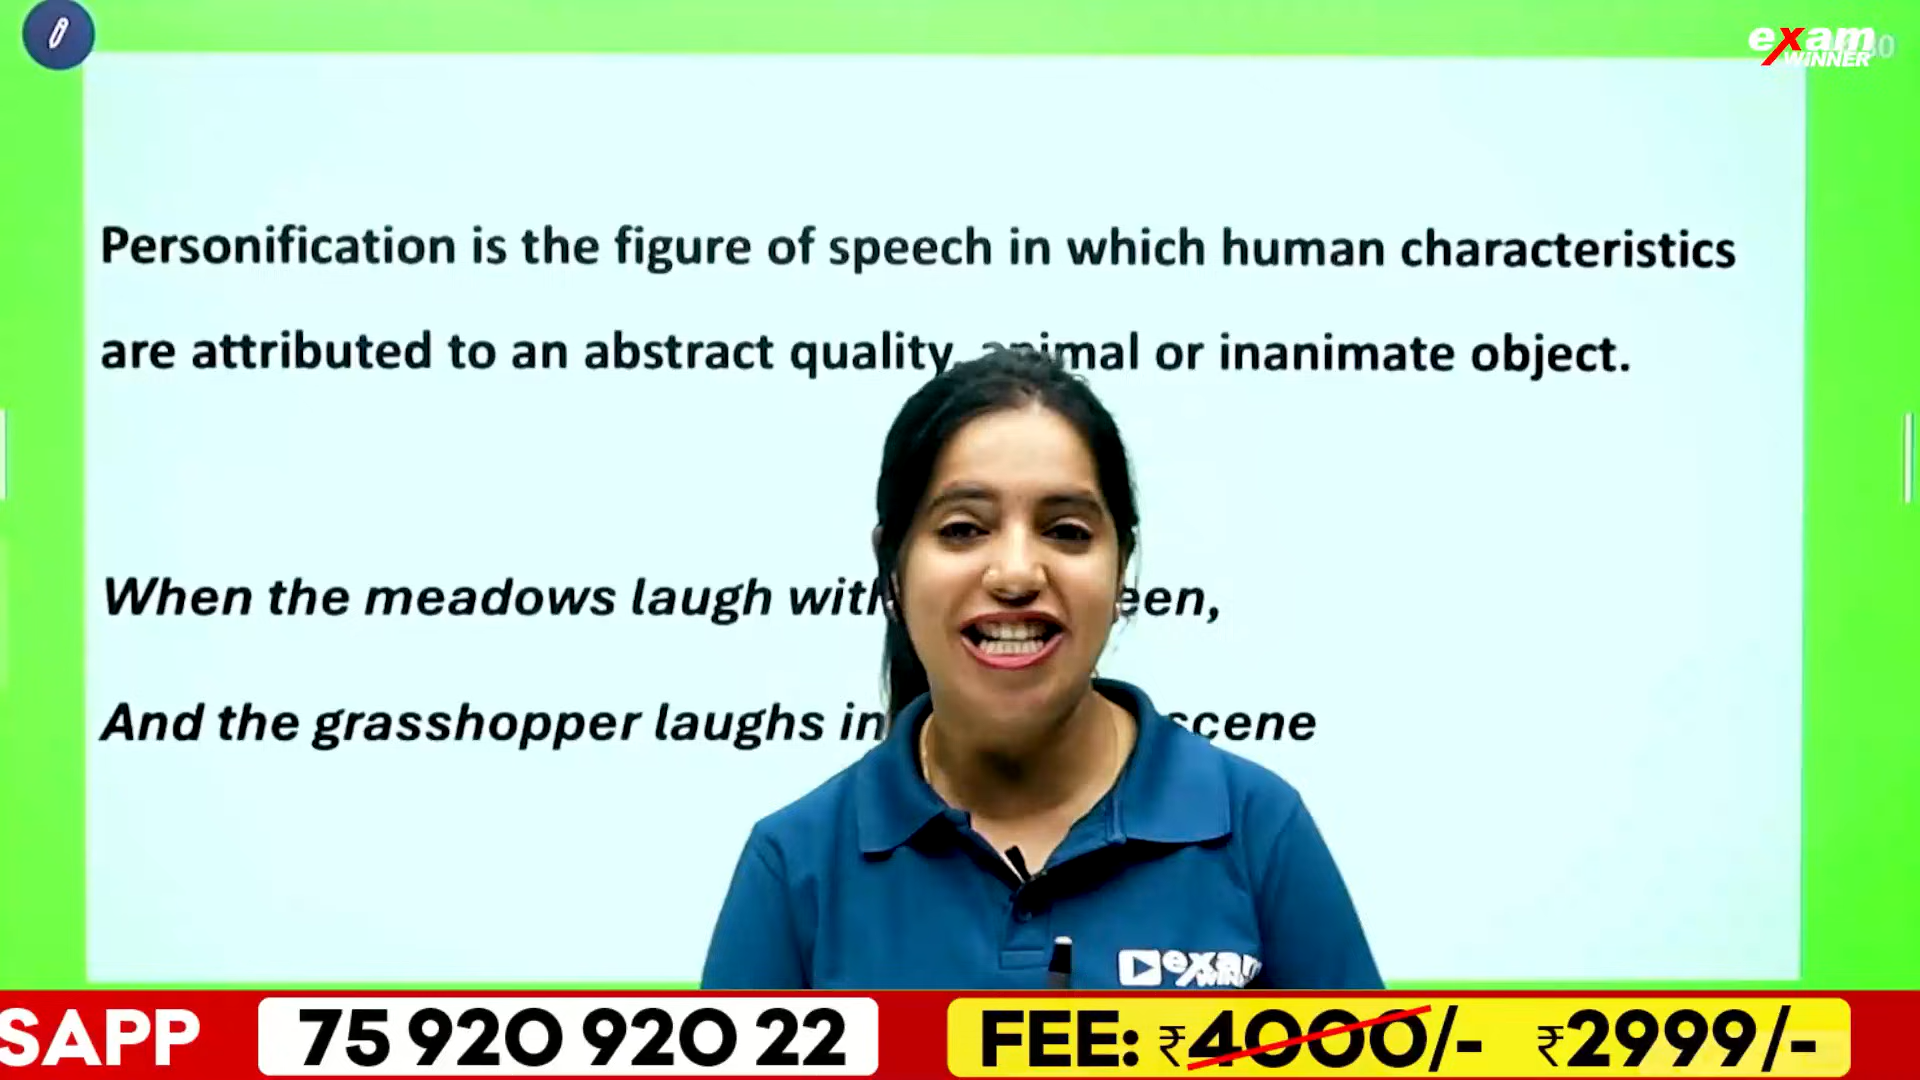 exam
WINNER
Personification is the figure of speech in which human characteristics
are attributed to an abstract quality, animal or inanimate object.
When the meadows laugh with
And the grasshopper laughs in scene
exam
SAPP 75 920 920 22 FEE: ₹4000/- ₹2999/-